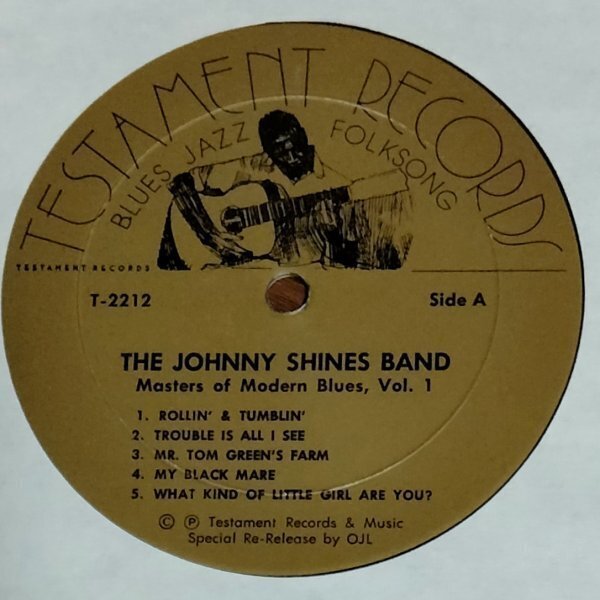 TESTAMENT RECORDS
BLUES JAZZ FOLKSONG
TESTAMENT RECORDS
T-2212
Side A
THE JOHNNY SHINES BAND
Masters of Modern Blues, Vol. 1
1. ROLLIN' & TUMBLIN'
2. TROUBLE IS ALL I SEE
3. MR. TOM GREEN'S FARM
4. MY BLACK MARE
5. WHAT KIND OF LITTLE GIRL ARE YOU?
© ℗ Testament Records & Music
Special Re-Release by OJL